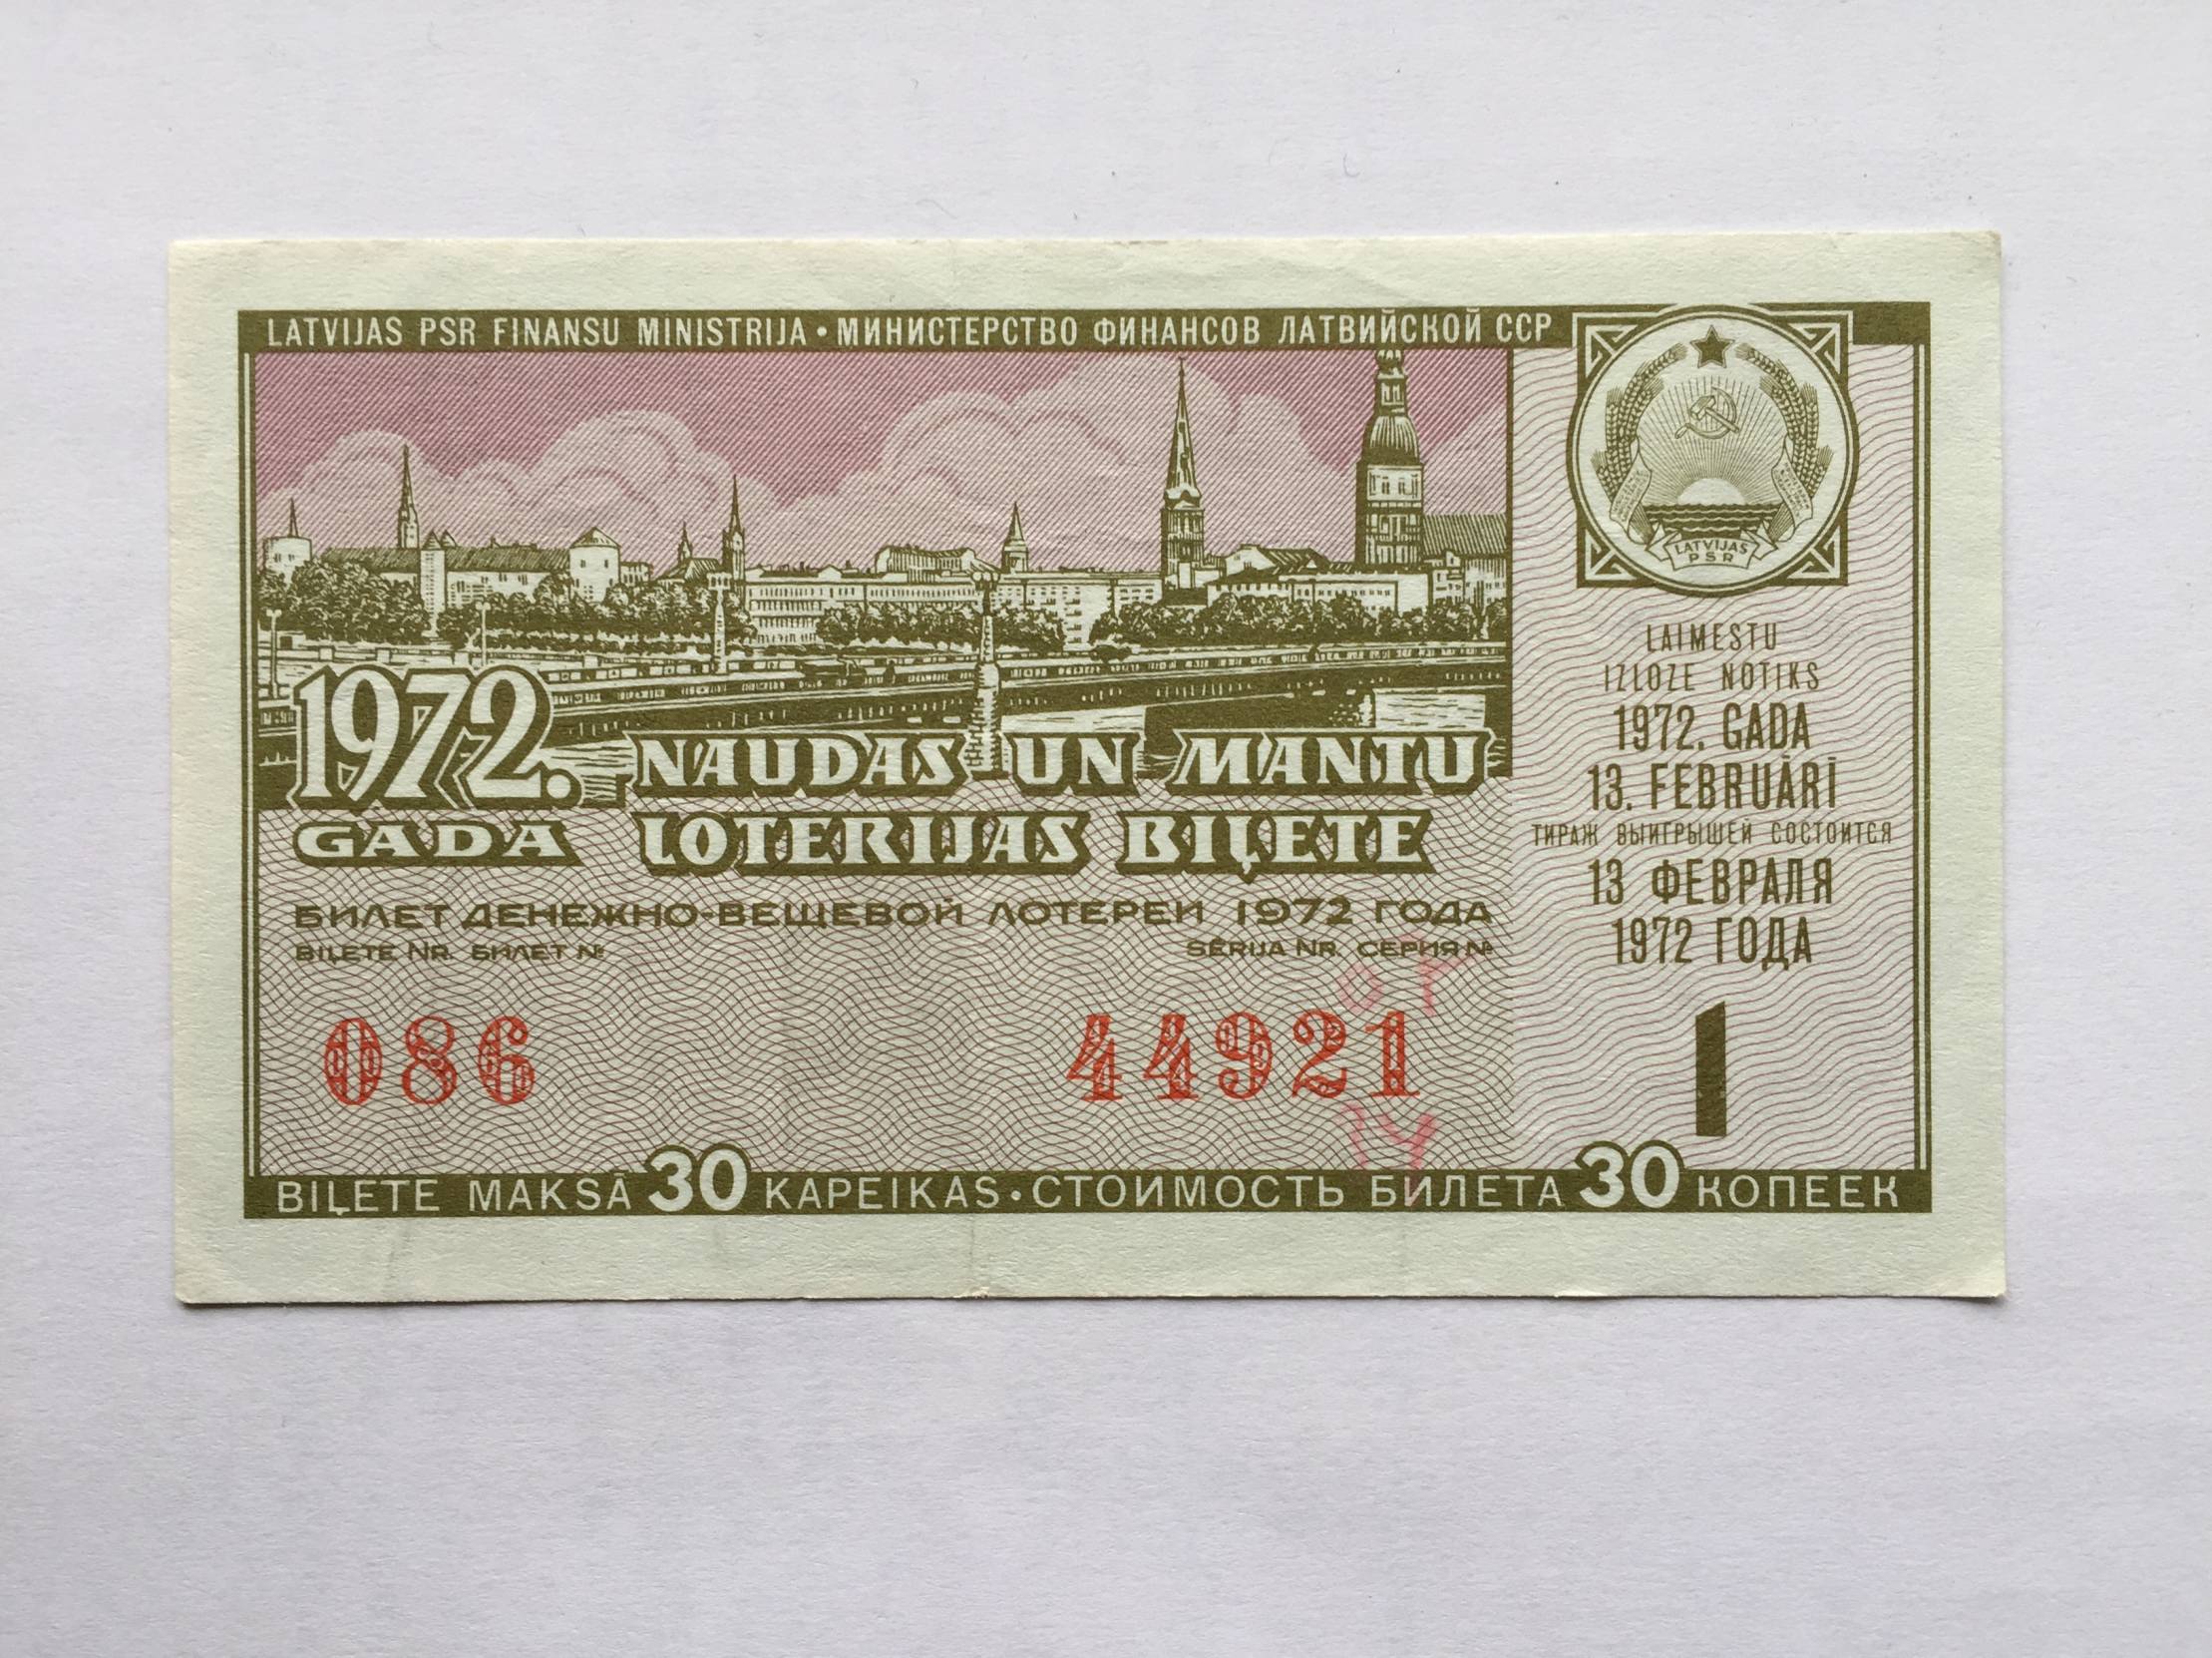 LATVIJAS PSR FINANSU MINISTRIJA • МИНИСТЕРСТВО ФИНАНСОВ ЛАТВИЙСКОЙ ССР
LATVIJAS
PSR
1972. NAUDAS UN MANTU
GADA LOTERIJAS BIĻETE
БИЛЕТ ДЕНЕЖНО-ВЕЩЕВОЙ ЛОТЕРЕИ 1972 ГОДА
BIĻETE NR. БИЛЕТ № SĒRIJA NR. СЕРИЯ №
086 44921
LAIMESTU
IZLOZE NOTIKS
1972. GADA
13. FEBRUĀRĪ
ТИРАЖ ВЫИГРЫШЕЙ СОСТОИТСЯ
13 ФЕВРАЛЯ
1972 ГОДА
1
BIĻETE MAKSĀ 30 KAPEIKAS • СТОИМОСТЬ БИЛЕТА 30 КОПЕЕК